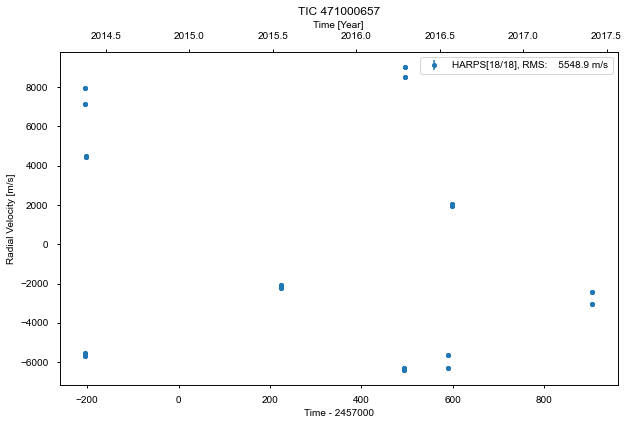 TIC 471000657
Time [Year]
2014.5 2015.0 2015.5 2016.0 2016.5 2017.0 2017.5
HARPS[18/18], RMS: 5548.9 m/s
Radial Velocity [m/s]
8000
6000
4000
2000
0
−2000
−4000
−6000
−200 0 200 400 600 800
Time - 2457000